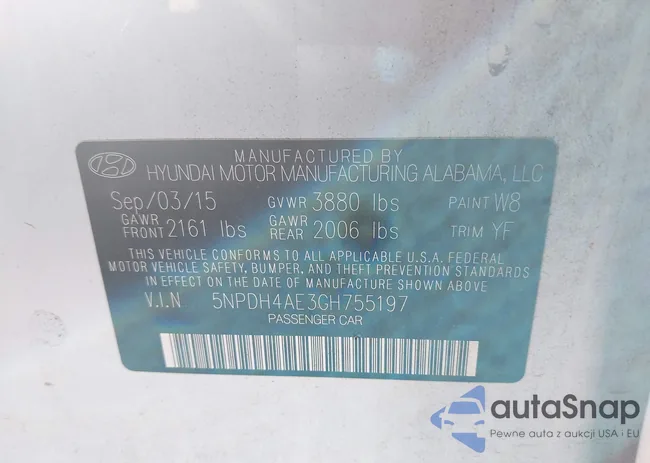 MANUFACTURED BY
HYUNDAI MOTOR MANUFACTURING ALABAMA, LLC
Sep/03/15 GVWR 3880 lbs PAINT W8
GAWR FRONT 2161 lbs GAWR REAR 2006 lbs TRIM YF
THIS VEHICLE CONFORMS TO ALL APPLICABLE U.S.A. FEDERAL
MOTOR VEHICLE SAFETY, BUMPER, AND THEFT PREVENTION STANDARDS
IN EFFECT ON THE DATE OF MANUFACTURE SHOWN ABOVE
V.I.N 5NPDH4AE3GH755197
PASSENGER CAR
autaSnap
Pewne auta z aukcji USA i EU